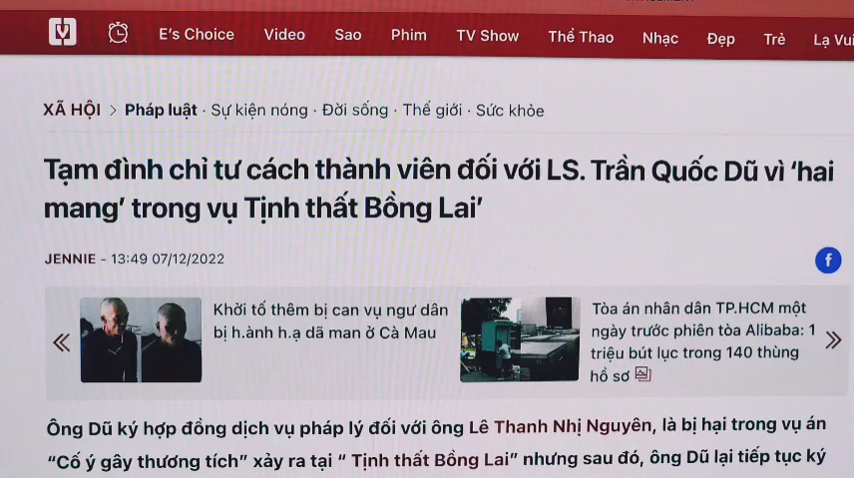 E's Choice Video Sao Phim TV Show Thể Thao Nhạc Đẹp Trẻ Lạ Vui
XÃ HỘI > Pháp luật · Sự kiện nóng · Đời sống · Thế giới · Sức khỏe
Tạm đình chỉ tư cách thành viên đối với LS. Trần Quốc Dũ vì ‘hai
mang’ trong vụ Tịnh thất Bồng Lai’
JENNIE - 13:49 07/12/2022
Khởi tố thêm bị can vụ ngư dân
bị h.ành h.ạ dã man ở Cà Mau
Tòa án nhân dân TP.HCM một
ngày trước phiên tòa Alibaba: 1
triệu bút lục trong 140 thùng
hồ sơ
Ông Dũ ký hợp đồng dịch vụ pháp lý đối với ông Lê Thanh Nhị Nguyên, là bị hại trong vụ án
“Cố ý gây thương tích” xảy ra tại “ Tịnh thất Bồng Lai” nhưng sau đó, ông Dũ lại tiếp tục ký